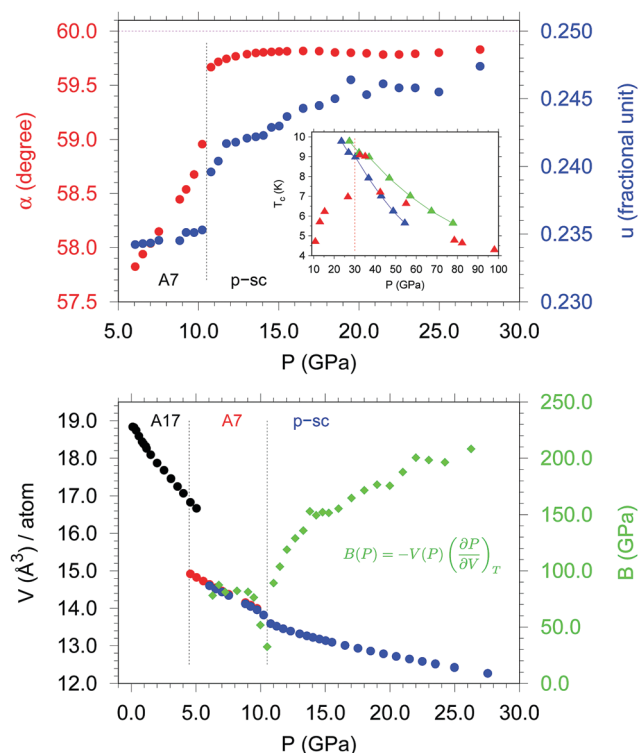 60.0
59.5
59.0
58.5
58.0
57.5
α (degree)
0.250
0.245
0.240
0.235
0.230
u (fractional unit)
A7
p−sc
10
9
8
7
6
5
4
T_c (K)
10 20 30 40 50 60 70 80 90 100
P (GPa)
5.0 10.0 15.0 20.0 25.0 30.0
P (GPa)
19.0
18.0
17.0
16.0
15.0
14.0
13.0
12.0
V (Å³) / atom
A17
A7
p−sc
250.0
200.0
150.0
100.0
50.0
0.0
B (GPa)
B(P) = −V(P) (∂P/∂V)_T
0.0 5.0 10.0 15.0 20.0 25.0 30.0
P (GPa)